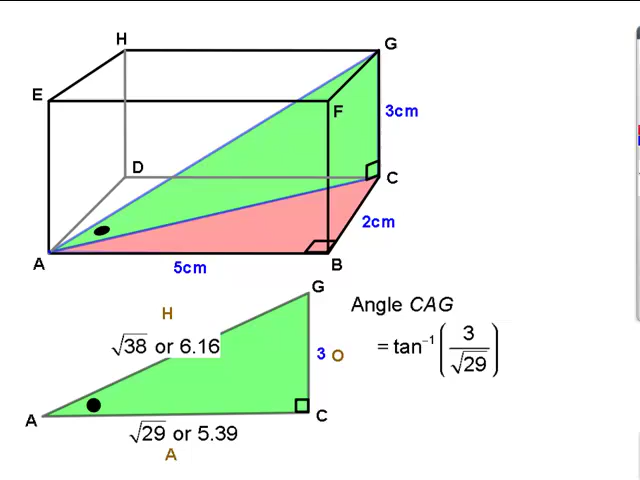 H
G
E
F
3cm
D
C
2cm
A
B
5cm
G
H
Angle CAG
√38 or 6.16
= tan⁻¹(3/√29)
3 O
A
C
√29 or 5.39
A